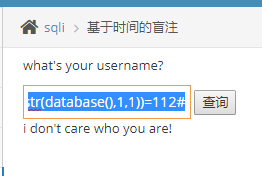 sqli > 基于时间的盲注
what's your username?
str(database(),1,1))=112# 查询
i don't care who you are!